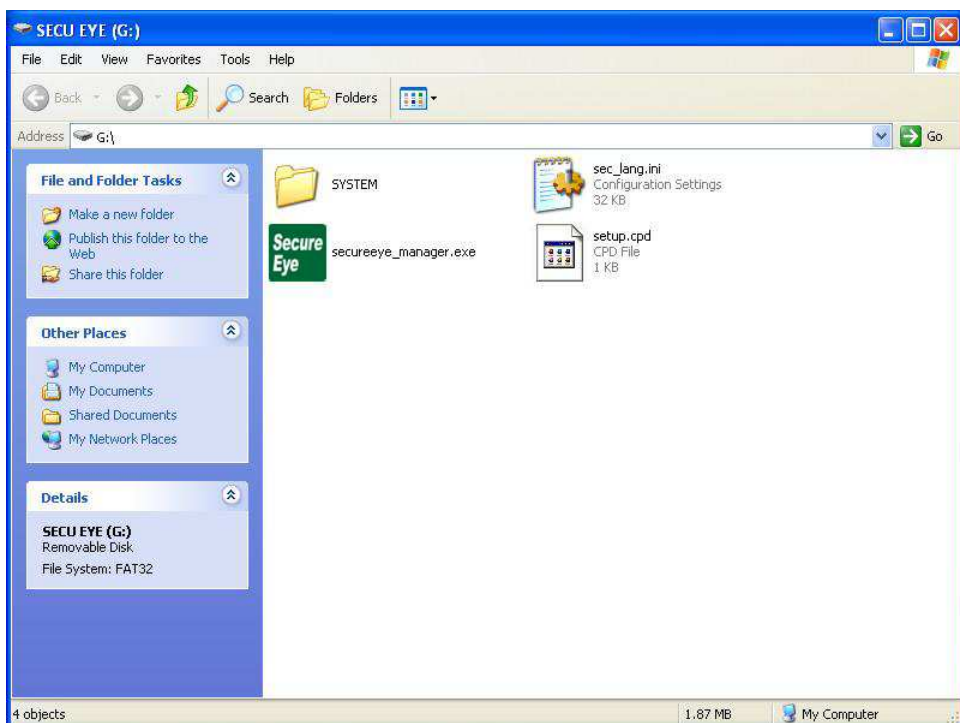 SECU EYE (G:)
File Edit View Favorites Tools Help
Back Search Folders
Address G:\ Go
File and Folder Tasks
Make a new folder
Publish this folder to the
Web
Share this folder
Other Places
My Computer
My Documents
Shared Documents
My Network Places
Details
SECU EYE (G:)
Removable Disk
File System: FAT32
SYSTEM
sec_lang.ini
Configuration Settings
32 KB
Secure
Eye
secureeye_manager.exe
setup.cpd
CPD File
1 KB
4 objects 1.87 MB My Computer